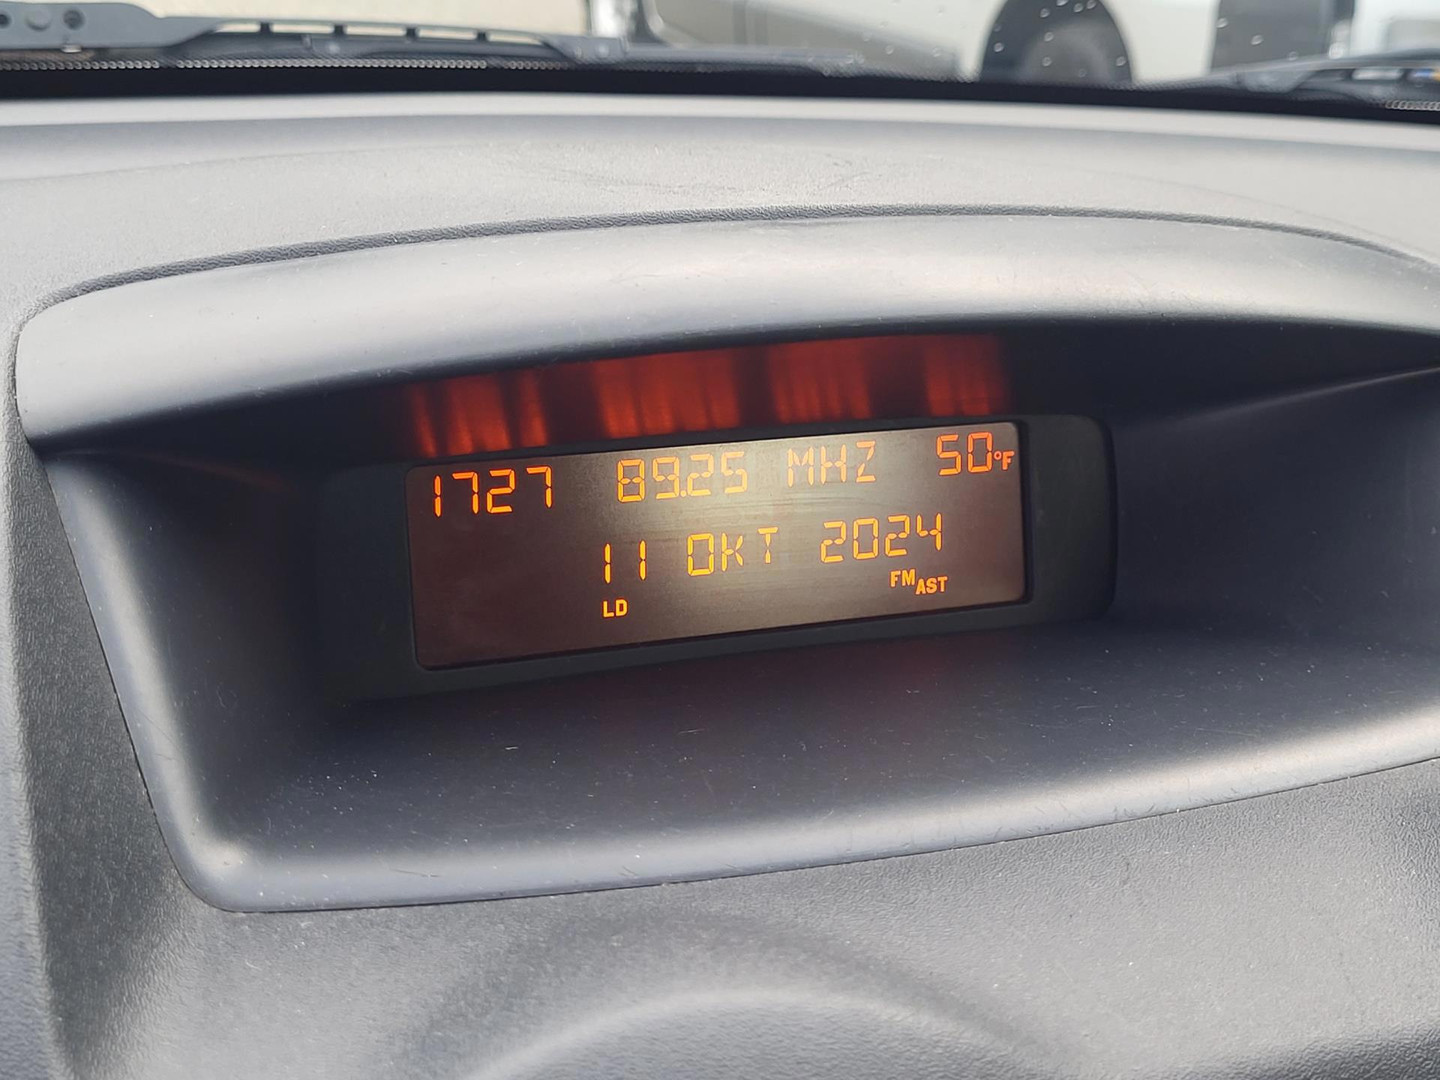 1727 89.25 MHZ 50°F
11 OKT 2024
FM AST
LD